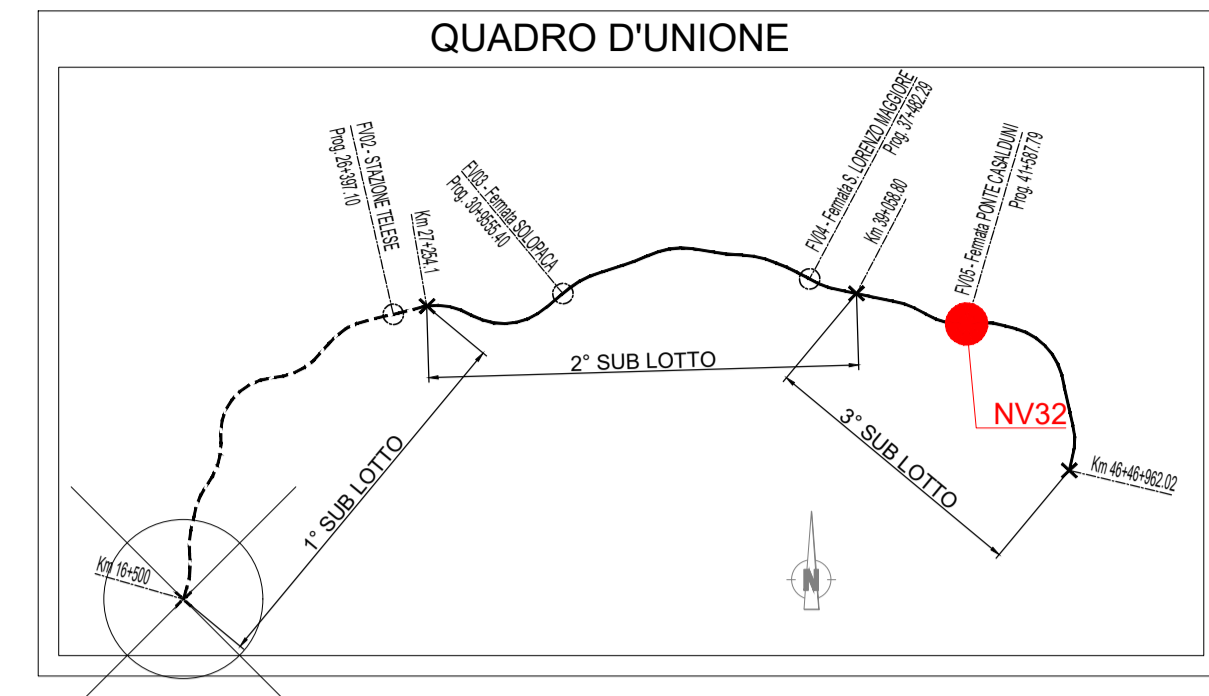 QUADRO D'UNIONE
FV02 - STAZIONE TELESE
Prog. 26+397.10
Km 27+254.1
FV03 - Fermata SOLOPACA
Prog. 30+9555.40
FV04 - Fermata S. LORENZO MAGGIORE
Prog. 37+482.29
Km 39+058.80
FV05 - Fermata PONTE CASALDUNI
Prog. 41+587.79
2° SUB LOTTO
NV32
1° SUB LOTTO
3° SUB LOTTO
Km 46+46+962.02
Km 16+500
N